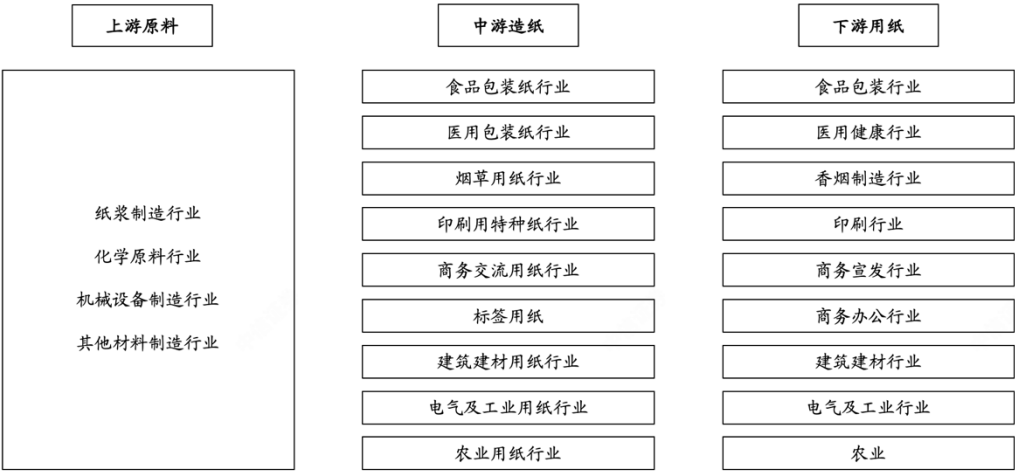 上游原料
中游造纸
下游用纸
纸浆制造行业
化学原料行业
机械设备制造行业
其他材料制造行业
食品包装纸行业
医用包装纸行业
烟草用纸行业
印刷用特种纸行业
商务交流用纸行业
标签用纸
建筑建材用纸行业
电气及工业用纸行业
农业用纸行业
食品包装行业
医用健康行业
香烟制造行业
印刷行业
商务宣发行业
商务办公行业
建筑建材行业
电气及工业行业
农业